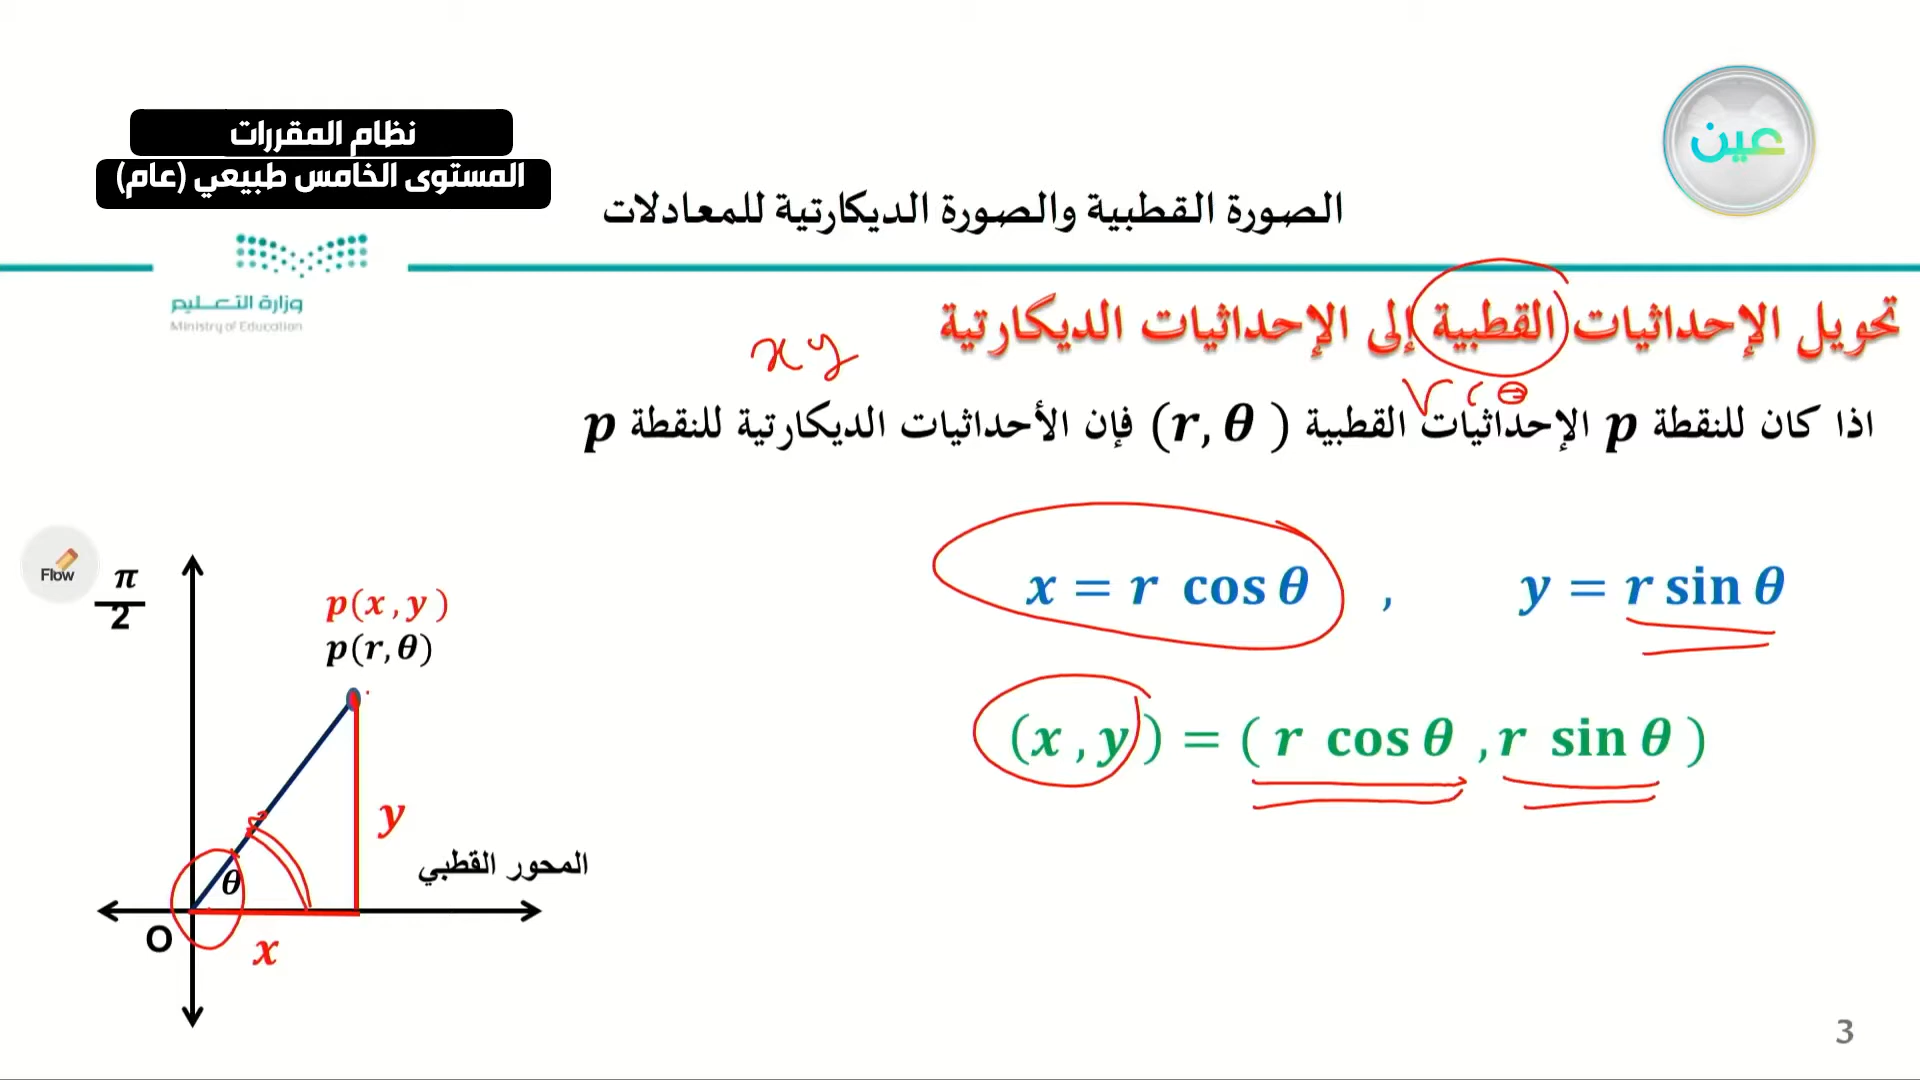 نظام المقررات
المستوى الخامس طبيعي (عام)
عين
الصورة القطبية والصورة الديكارتية للمعادلات
وزارة التعليم
Ministry of Education
تحويل الإحداثيات القطبية إلى الإحداثيات الديكارتية
x y
r , θ
اذا كان للنقطة p الإحداثيات القطبية (r, θ ) فإن الأحداثيات الديكارتية للنقطة p
x = r cos θ , y = r sin θ
(x , y ) = ( r cos θ , r sin θ )
Flow
π
2
p(x , y )
p(r, θ)
y
θ
المحور القطبي
O
x
3